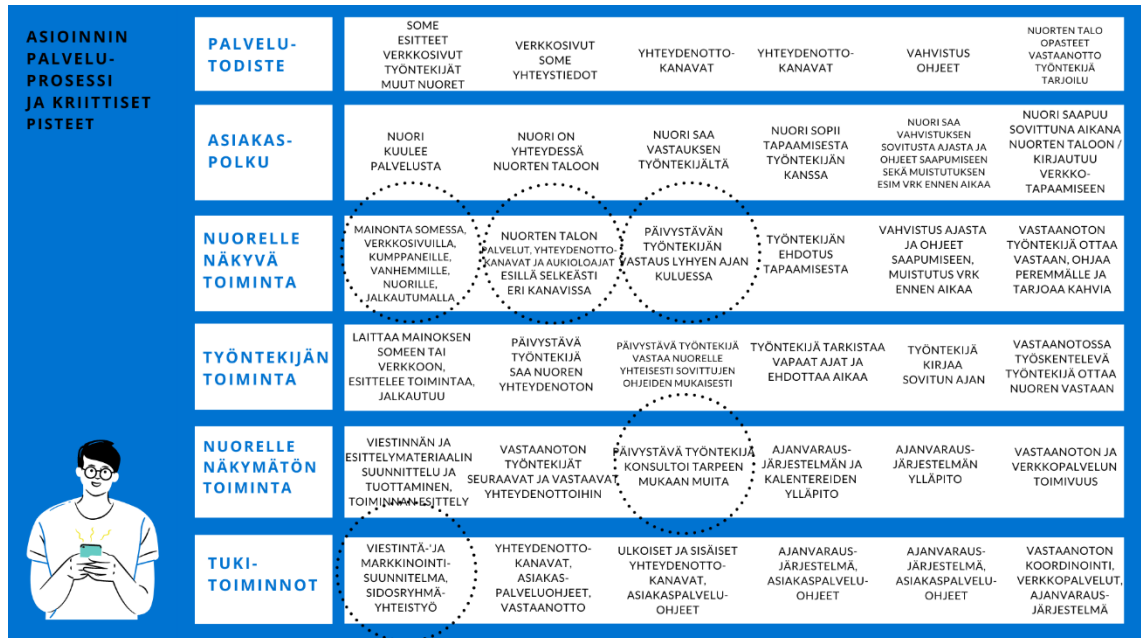 ASIOINNIN
PALVELU-
PROSESSI
JA KRIITTISET
PISTEET
PALVELU-
TODISTE
SOME
ESITTEET
VERKKOSIVUT
TYÖNTEKIJÄT
MUUT NUORET
VERKKOSIVUT
SOME
YHTEYSTIEDOT
YHTEYDENOTTO-
KANAVAT
YHTEYDENOTTO-
KANAVAT
VAHVISTUS
OHJEET
NUORTEN TALO
OPASTEET
VASTAANOTTO
TYÖNTEKIJÄ
TARJOILU
ASIAKAS-
POLKU
NUORI
KUULEE
PALVELUSTA
NUORI ON
YHTEYDESSÄ
NUORTEN TALOON
NUORI SAA
VASTAUKSEN
TYÖNTEKIJÄLTÄ
NUORI SOPII
TAPAAMISESTA
TYÖNTEKIJÄN
KANSSA
NUORI SAA
VAHVISTUKSEN
SOVITUSTA AJASTA JA
OHJEET SAAPUMISEEN
SEKÄ MUISTUTUKSEN
ESIM VRK ENNEN AIKAA
NUORI SAAPUU
SOVITTUNA AIKANA
NUORTEN TALOON /
KIRJAUTUU
VERKKO-
TAPAAMISEEN
NUORELLE
NÄKYVÄ
TOIMINTA
MAINONTA SOMESSA,
VERKKOSIVUILLA,
KUMPPANEILLE,
VANHEMMILLE,
NUORILLE,
JALKAUTUMALLA
NUORTEN TALON
PALVELUT, YHTEYDENOTTO-
KANAVAT JA AUKIOLOAJAT
ESILLÄ SELKEÄSTI
ERI KANAVISSA
PÄIVYSTÄVÄN
TYÖNTEKIJÄN
VASTAUS LYHYEN AJAN
KULUESSA
TYÖNTEKIJÄN
EHDOTUS
TAPAAMISESTA
VAHVISTUS AJASTA
JA OHJEET
SAAPUMISEEN,
MUISTUTUS VRK
ENNEN AIKAA
VASTAANOTON
TYÖNTEKIJÄ OTTAA
VASTAAN, OHJAA
PEREMMÄLLE JA
TARJOAA KAHVIA
TYÖNTEKIJÄN
TOIMINTA
LAITTAA MAINOKSEN
SOMEEN TAI
VERKKOON,
ESITTELEE TOIMINTAA,
JALKAUTUU
PÄIVYSTÄVÄ
TYÖNTEKIJÄ
SAA NUOREN
YHTEYDENOTON
PÄIVYSTÄVÄ TYÖNTEKIJÄ
VASTAA NUORELLE
YHTEISESTI SOVITTUJEN
OHJEIDEN MUKAISESTI
TYÖNTEKIJÄ TARKISTAA
VAPAAT AJAT JA
EHDOTTAA AIKAA
TYÖNTEKIJÄ
KIRJAA
SOVITUN AJAN
VASTAANOTOSSA
TYÖSKENTELEVÄ
TYÖNTEKIJÄ OTTAA
NUOREN VASTAAN
NUORELLE
NÄKYMÄTÖN
TOIMINTA
VIESTINNÄN JA
ESITTELYMATERIAALIN
SUUNNITTELU JA
TUOTTAMINEN,
TOIMINNAN ESITTELY
VASTAANOTON
TYÖNTEKIJÄT
SEURAAVAT JA VASTAAVAT
YHTEYDENOTTOIHIN
PÄIVYSTÄVÄ TYÖNTEKIJÄ
KONSULTOI TARPEEN
MUKAAN MUITA
AJANVARAUS-
JÄRJESTELMÄN JA
KALENTEREIDEN
YLLÄPITO
AJANVARAUS-
JÄRJESTELMÄN
YLLÄPITO
VASTAANOTON JA
VERKKOPALVELUN
TOIMIVUUS
TUKI-
TOIMINNOT
VIESTINTÄ-'JA
MARKKINOINTI-
SUUNNITELMA,
SIDOSRYHMÄ-
YHTEISTYÖ
YHTEYDENOTTO-
KANAVAT,
ASIAKAS-
PALVELUOHJEET,
VASTAANOTTO
ULKOISET JA SISÄISET
YHTEYDENOTTO-
KANAVAT,
ASIAKASPALVELU-
OHJEET
AJANVARAUS-
JÄRJESTELMÄ,
ASIAKASPALVELU-
OHJEET
AJANVARAUS-
JÄRJESTELMÄ,
ASIAKASPALVELU-
OHJEET
VASTAANOTON
KOORDINOINTI,
VERKKOPALVELUT,
AJANVARAUS-
JÄRJESTELMÄ